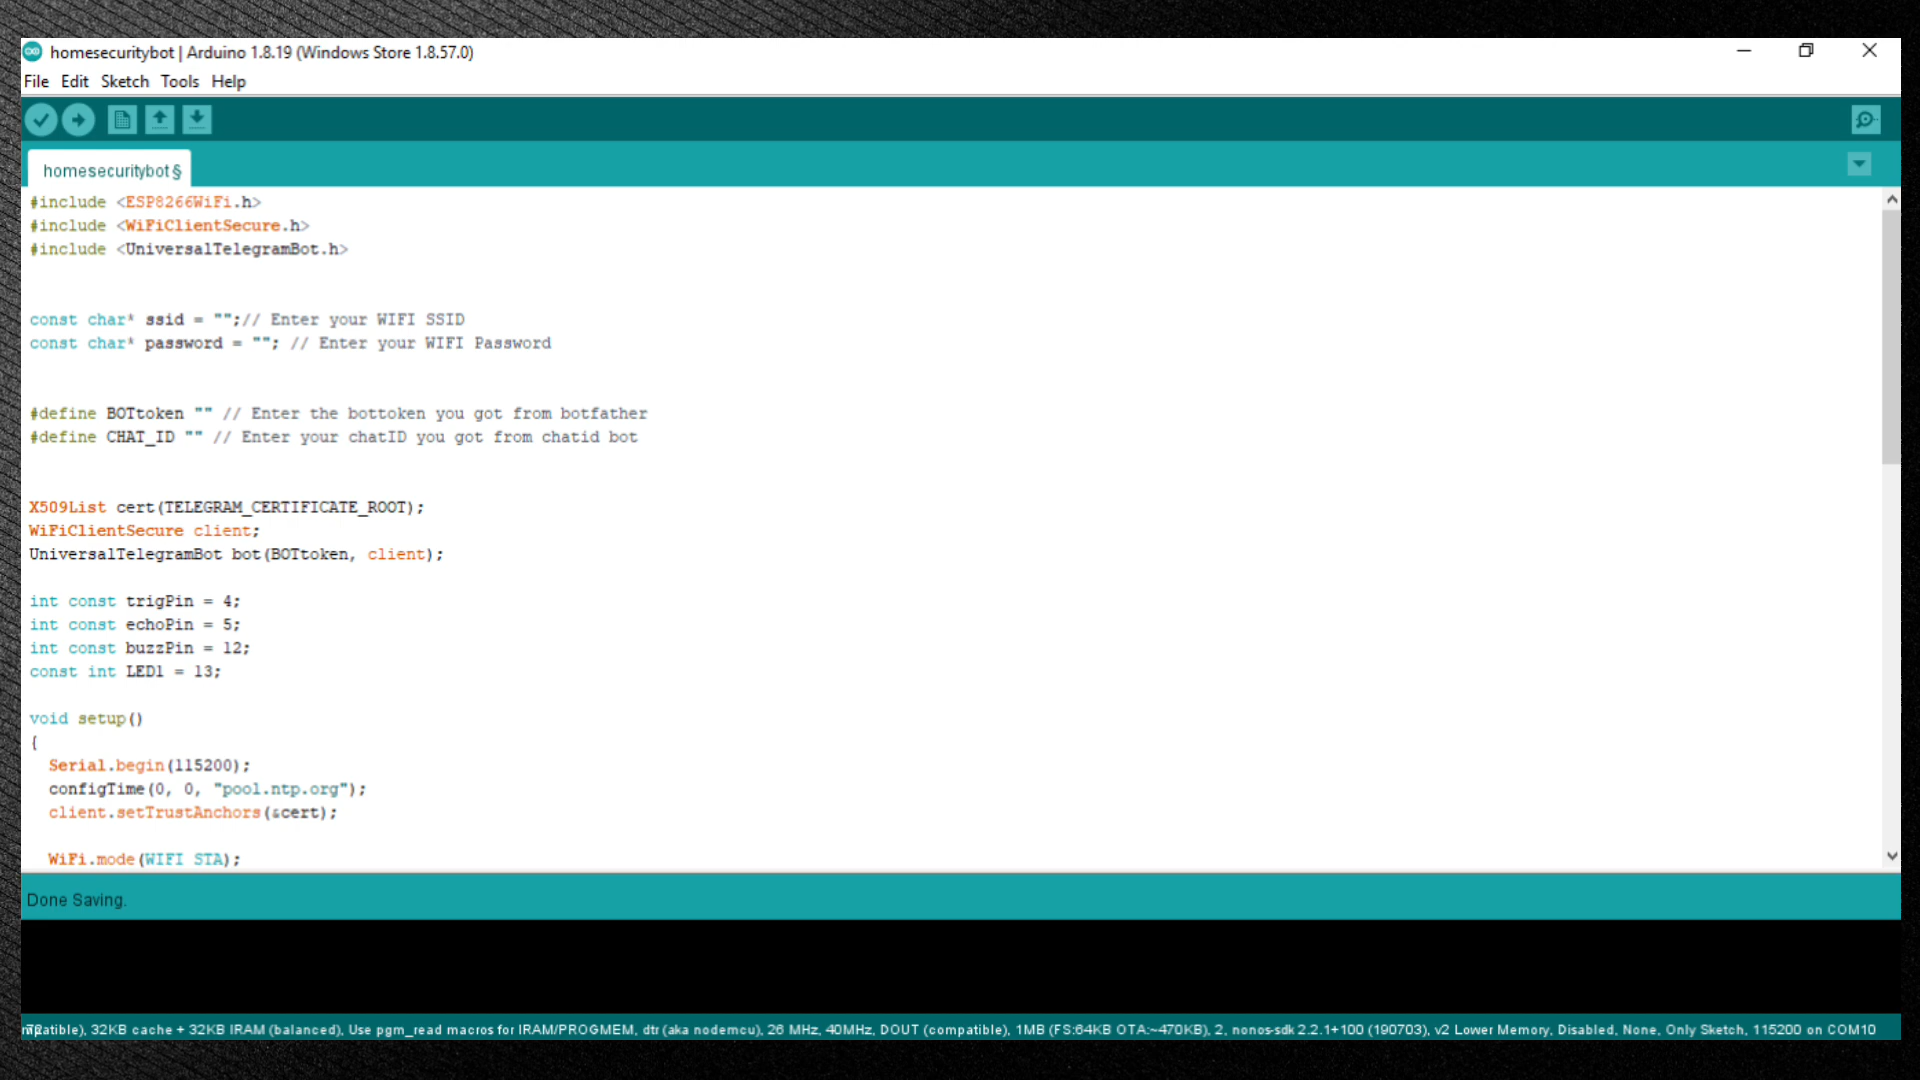 homesecuritybot | Arduino 1.8.19 (Windows Store 1.8.57.0)
File Edit Sketch Tools Help
homesecuritybot §
#include <ESP8266WiFi.h>
#include <WiFiClientSecure.h>
#include <UniversalTelegramBot.h>
const char* ssid = "";// Enter your WIFI SSID
const char* password = ""; // Enter your WIFI Password
#define BOTtoken "" // Enter the bottoken you got from botfather
#define CHAT_ID "" // Enter your chatID you got from chatid bot
X509List cert(TELEGRAM_CERTIFICATE_ROOT);
WiFiClientSecure client;
UniversalTelegramBot bot(BOTtoken, client);
int const trigPin = 4;
int const echoPin = 5;
int const buzzPin = 12;
const int LED1 = 13;
void setup()
{
  Serial.begin(115200);
  configTime(0, 0, "pool.ntp.org");
  client.setTrustAnchors(&cert);
  WiFi.mode(WIFI_STA);
Done Saving.
32KB cache + 32KB IRAM (balanced), Use pgm_read macros for IRAM/PROGMEM, dtr (aka nodemcu), 26 MHz, 40MHz, DOUT (compatible), 1MB (FS:64KB OTA:~470KB), 2, nonos-sdk 2.2.1+100 (190703), v2 Lower Memory, Disabled, None, Only Sketch, 115200 on COM10